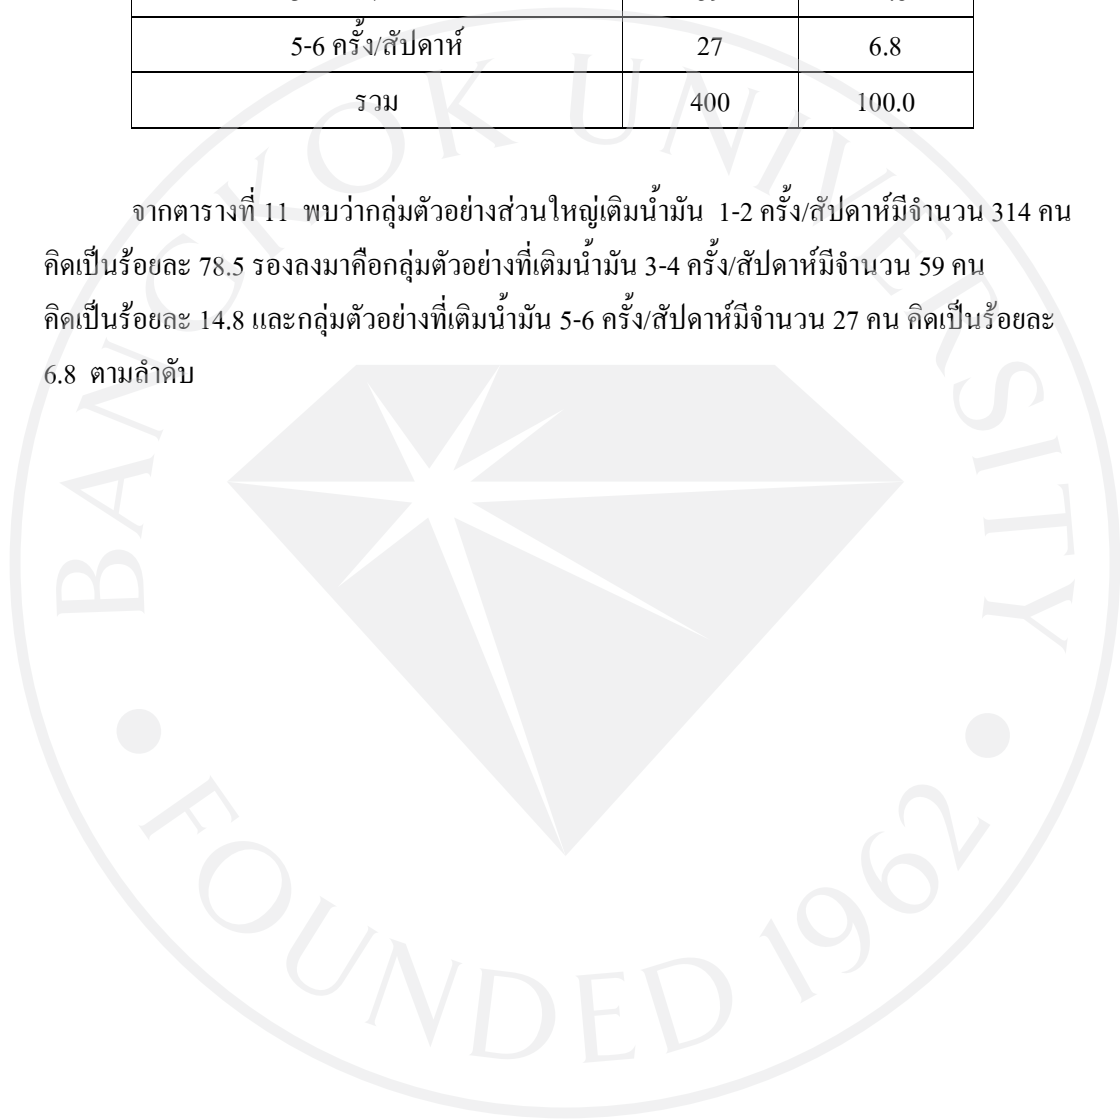 5-6 ครั้ง/สัปดาห์ 27 6.8
รวม 400 100.0
จากตารางที่ 11 พบว่ากลุ่มตัวอย่างส่วนใหญ่เติมน้ำมัน 1-2 ครั้ง/สัปดาห์มีจำนวน 314 คน
คิดเป็นร้อยละ 78.5 รองลงมาคือกลุ่มตัวอย่างที่เติมน้ำมัน 3-4 ครั้ง/สัปดาห์มีจำนวน 59 คน
คิดเป็นร้อยละ 14.8 และกลุ่มตัวอย่างที่เติมน้ำมัน 5-6 ครั้ง/สัปดาห์มีจำนวน 27 คน คิดเป็นร้อยละ
6.8 ตามลำดับ
BANGKOK UNIVERSITY
FOUNDED 1962